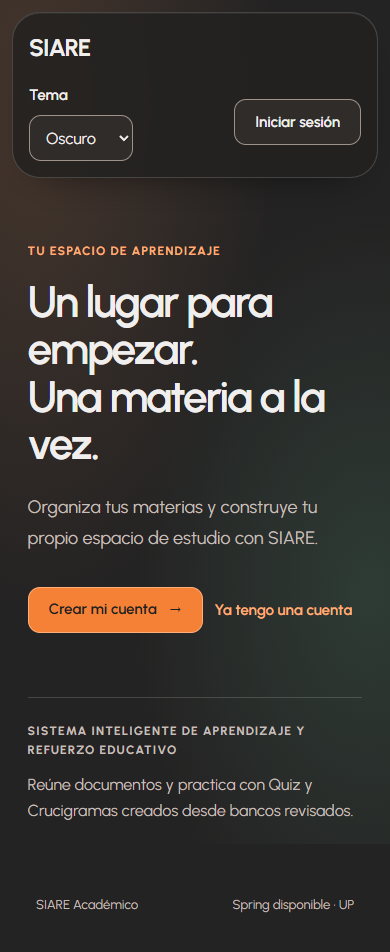 SIARE
Tema
Oscuro
Iniciar sesión
TU ESPACIO DE APRENDIZAJE
Un lugar para
empezar.
Una materia a la
vez.
Organiza tus materias y construye tu
propio espacio de estudio con SIARE.
Crear mi cuenta →
Ya tengo una cuenta
SISTEMA INTELIGENTE DE APRENDIZAJE Y
REFUERZO EDUCATIVO
Reúne documentos y practica con Quiz y
Crucigramas creados desde bancos revisados.
SIARE Académico
Spring disponible · UP